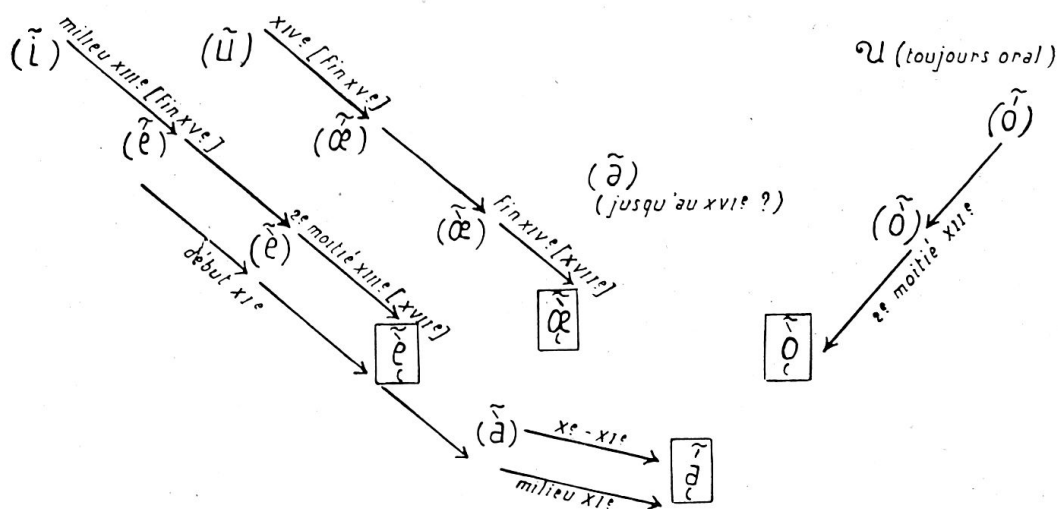 (ĩ)
milieu XIIIᵉ [fin XVᵉ]
(ũ)
XIVᵉ [fin XVᵉ]
U (toujours oral)
(ṍ)
(ẽ́)
(œ̃́)
(ã)
(jusqu'au XVIᵉ ?)
(œ̃̀)
fin XIVᵉ [XVIIᵉ]
(õ̀)
(ẽ̀)
2ᵉ moitié XIIIᵉ [XVIIᵉ]
début XIᵉ
2ᵉ moitié XIIᵉ
œ̨̃̀
ę̃̀
ǫ̃̀
(ã̀)
Xᵉ - XIᵉ
milieu XIᵉ
ą̃́